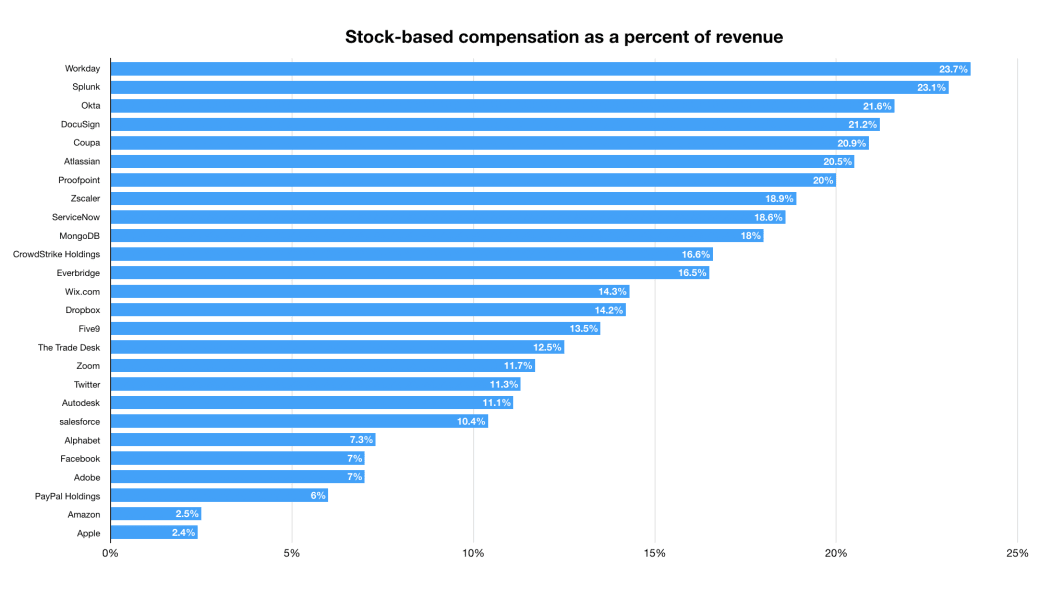 Stock-based compensation as a percent of revenue
Workday 23.7%
Splunk 23.1%
Okta 21.6%
DocuSign 21.2%
Coupa 20.9%
Atlassian 20.5%
Proofpoint 20%
Zscaler 18.9%
ServiceNow 18.6%
MongoDB 18%
CrowdStrike Holdings 16.6%
Everbridge 16.5%
Wix.com 14.3%
Dropbox 14.2%
Five9 13.5%
The Trade Desk 12.5%
Zoom 11.7%
Twitter 11.3%
Autodesk 11.1%
salesforce 10.4%
Alphabet 7.3%
Facebook 7%
Adobe 7%
PayPal Holdings 6%
Amazon 2.5%
Apple 2.4%
0% 5% 10% 15% 20% 25%